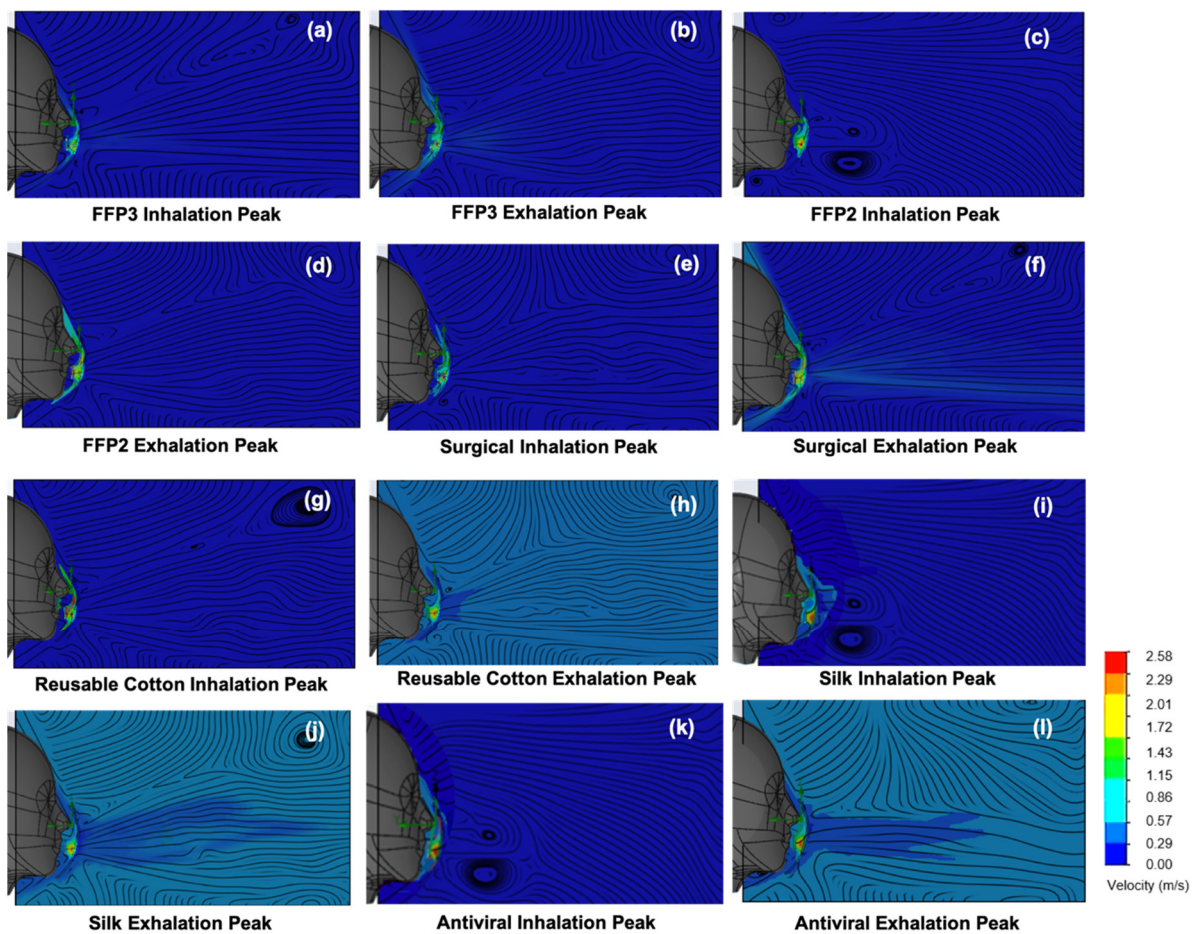 (a)
(b)
(c)
FFP3 Inhalation Peak
FFP3 Exhalation Peak
FFP2 Inhalation Peak
(d)
(e)
(f)
FFP2 Exhalation Peak
Surgical Inhalation Peak
Surgical Exhalation Peak
(g)
(h)
(i)
Reusable Cotton Inhalation Peak
Reusable Cotton Exhalation Peak
Silk Inhalation Peak
(j)
(k)
(l)
Silk Exhalation Peak
Antiviral Inhalation Peak
Antiviral Exhalation Peak
2.58
2.29
2.01
1.72
1.43
1.15
0.86
0.57
0.29
0.00
Velocity (m/s)